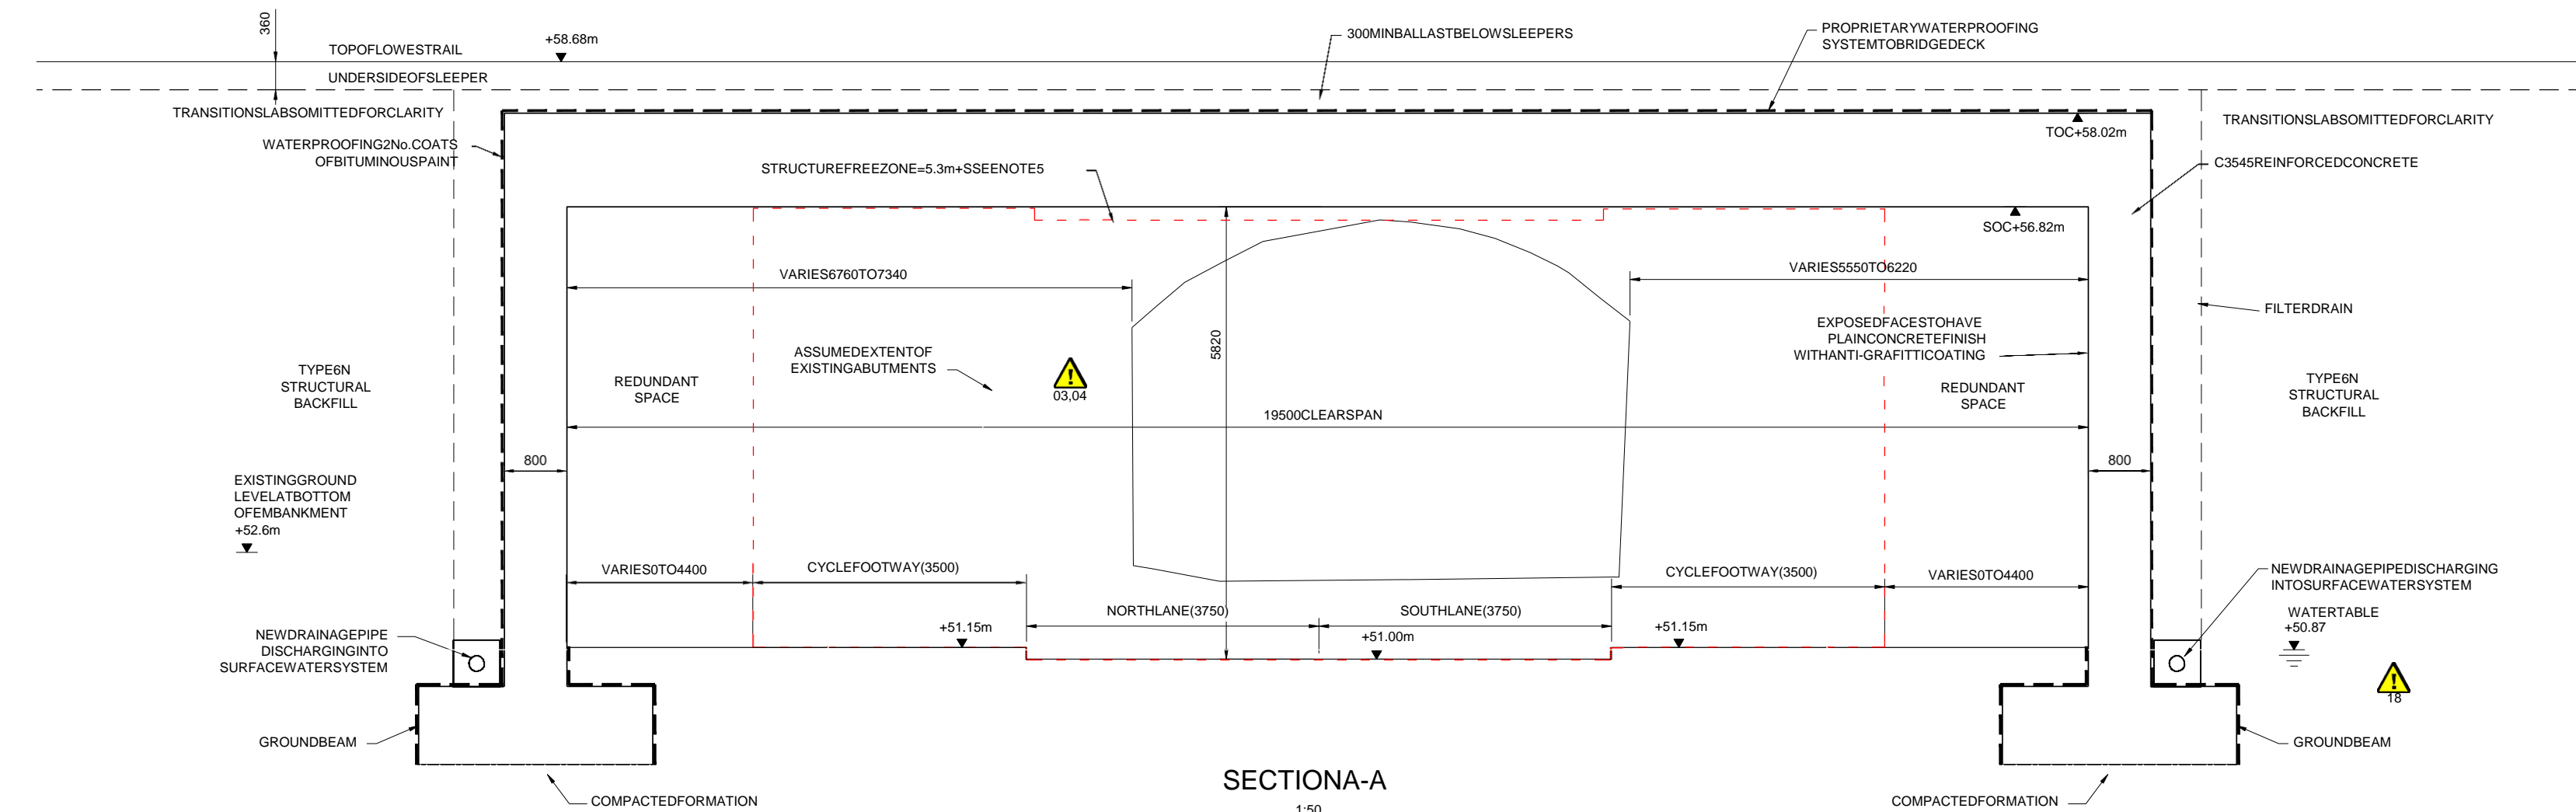 360
TOPOFLOWESTRAIL
+58.68m
UNDERSIDEOFSLEEPER
300MINBALLASTBELOWSLEEPERS
PROPRIETARYWATERPROOFING
SYSTEMTOBRIDGEDECK
TRANSITIONSLABSOMITTEDFORCLARITY
WATERPROOFING2No.COATS
OFBITUMINOUSPAINT
STRUCTUREFREEZONE=5.3m+SSEENOTE5
TOC+58.02m
TRANSITIONSLABSOMITTEDFORCLARITY
C3545REINFORCEDCONCRETE
SOC+56.82m
VARIES6760TO7340
VARIES5550TO6220
FILTERDRAIN
EXPOSEDFACESTOHAVE
PLAINCONCRETEFINISH
WITHANTI-GRAFITTICOATING
ASSUMEDEXTENTOF
EXISTINGABUTMENTS
03,04
5820
TYPE6N
STRUCTURAL
BACKFILL
REDUNDANT
SPACE
REDUNDANT
SPACE
TYPE6N
STRUCTURAL
BACKFILL
19500CLEARSPAN
800
800
EXISTINGGROUND
LEVELATBOTTOM
OFEMBANKMENT
+52.6m
VARIES0TO4400
CYCLEFOOTWAY(3500)
CYCLEFOOTWAY(3500)
VARIES0TO4400
NEWDRAINAGEPIPEDISCHARGING
INTOSURFACEWATERSYSTEM
NORTHLANE(3750)
SOUTHLANE(3750)
WATERTABLE
+50.87
+51.15m
+51.00m
+51.15m
NEWDRAINAGEPIPE
DISCHARGINGINTO
SURFACEWATERSYSTEM
18
GROUNDBEAM
GROUNDBEAM
SECTIONA-A
1:50
COMPACTEDFORMATION
COMPACTEDFORMATION